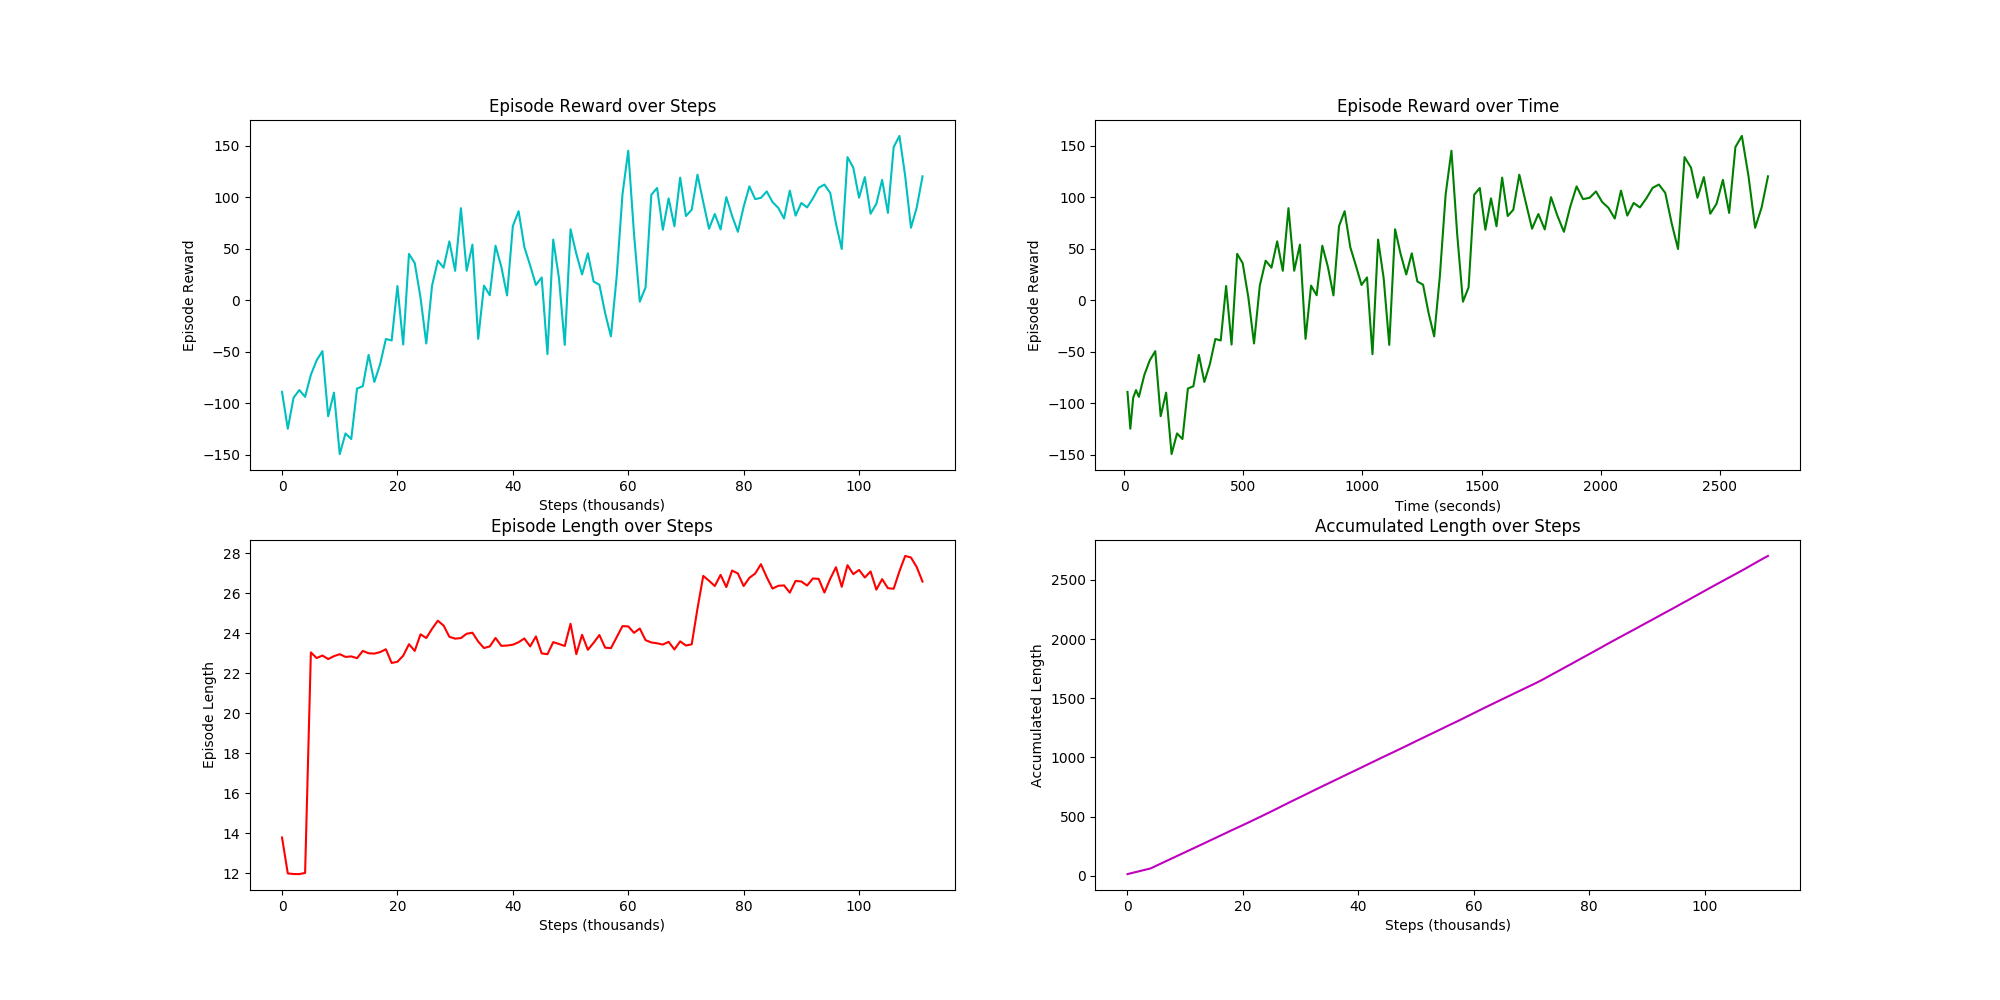 Episode Reward over Steps
150
100
50
0
−50
−100
−150
Episode Reward
0 20 40 60 80 100
Steps (thousands)
Episode Reward over Time
150
100
50
0
−50
−100
−150
Episode Reward
0 500 1000 1500 2000 2500
Time (seconds)
Episode Length over Steps
28
26
24
22
20
18
16
14
12
Episode Length
0 20 40 60 80 100
Steps (thousands)
Accumulated Length over Steps
2500
2000
1500
1000
500
0
Accumulated Length
0 20 40 60 80 100
Steps (thousands)